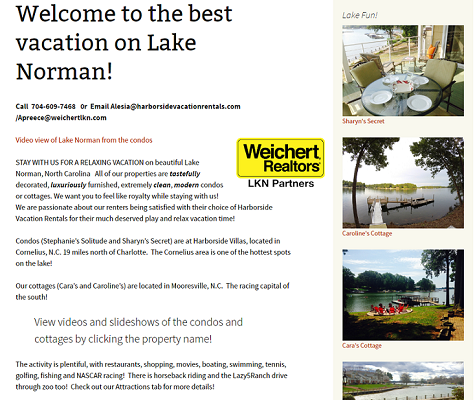 Welcome to the best
vacation on Lake
Norman!
Call 704-609-7468 Or Email Alesia@harborsidevacationrentals.com
/Apreece@weichertlkn.com
Video view of Lake Norman from the condos
STAY WITH US FOR A RELAXING VACATION on beautiful Lake
Norman, North Carolina All of our properties are tastefully
decorated, luxuriously furnished, extremely clean, modern condos
or cottages. We want you to feel like royalty while staying with us!
We are passionate about our renters being satisfied with their choice of Harborside
Vacation Rentals for their much deserved play and relax vacation time!
Weichert,
Realtors®
LKN Partners
Condos (Stephanie's Solitude and Sharyn's Secret) are at Harborside Villas, located in
Cornelius, N.C. 19 miles north of Charlotte. The Cornelius area is one of the hottest spots
on the lake!
Our cottages (Cara's and Caroline's) are located in Mooresville, N.C. The racing capital of
the south!
View videos and slideshows of the condos and
cottages by clicking the property name!
The activity is plentiful, with restaurants, shopping, movies, boating, swimming, tennis,
golfing, fishing and NASCAR racing! There is horseback riding and the Lazy5Ranch drive
through zoo too! Check out our Attractions tab for more details!
Lake Fun!
Sharyn's Secret
Caroline's Cottage
Cara's Cottage